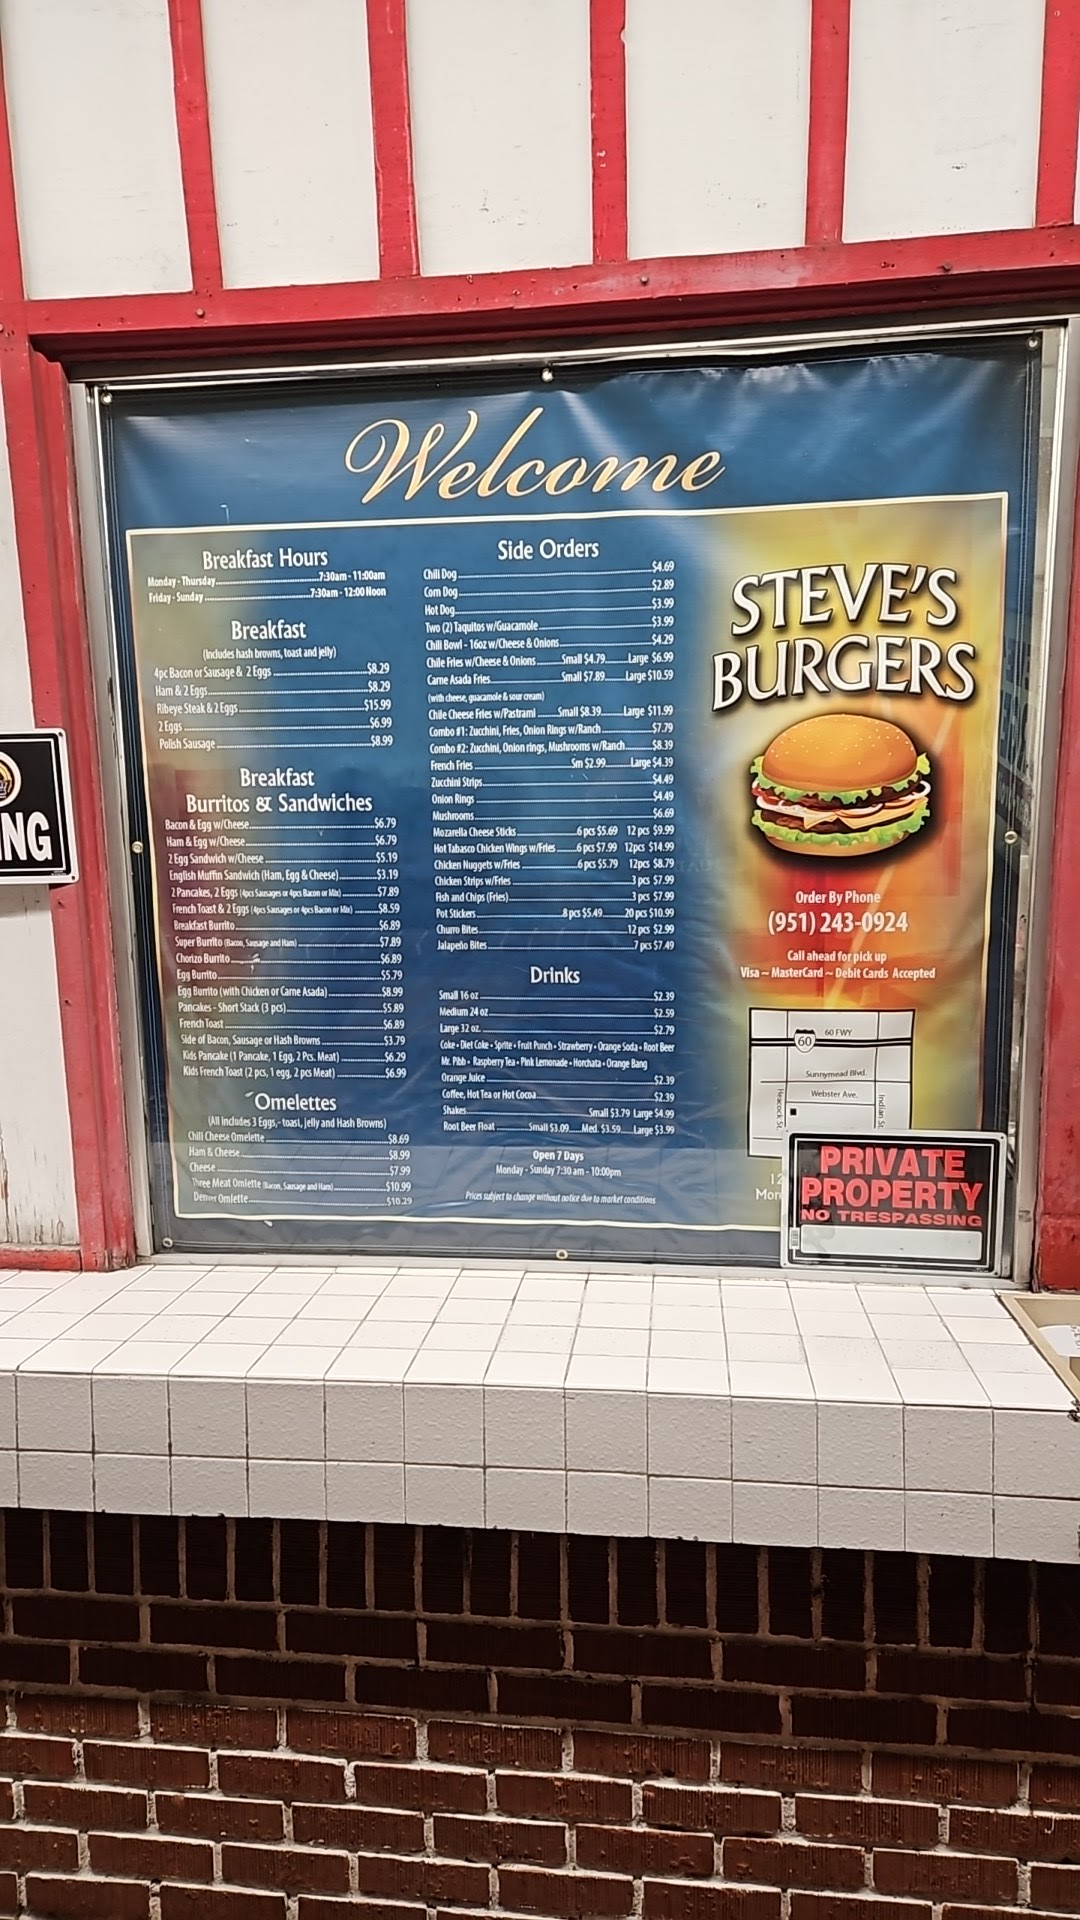 Welcome
Breakfast Hours
Monday - Thursday 7:30am - 11:00am
Friday - Sunday 7:30am - 12:00 Noon
Breakfast
(Includes hash browns, toast and jelly)
4pc Bacon or Sausage & 2 Eggs $8.29
Ham & 2 Eggs $8.29
Ribeye Steak & 2 Eggs $15.99
2 Eggs $6.99
Polish Sausage $8.99
Breakfast
Burritos & Sandwiches
Bacon & Egg w/Cheese $6.79
Ham & Egg w/Cheese $6.79
2 Egg Sandwich w/Cheese $5.19
English Muffin Sandwich (Ham, Egg & Cheese) $3.19
2 Pancakes, 2 Eggs (4pcs Sausages or 4pcs Bacon or Mix) $7.89
French Toast & 2 Eggs (4pcs Sausages or 4pcs Bacon or Mix) $8.59
Breakfast Burrito $6.89
Super Burrito (Bacon, Sausage and Ham) $7.89
Chorizo Burrito $6.89
Egg Burrito $5.79
Egg Burrito (with Chicken or Carne Asada) $8.99
Pancakes - Short Stack (3 pcs) $5.89
French Toast $6.89
Side of Bacon, Sausage or Hash Browns $3.79
Kids Pancake (1 Pancake, 1 Egg, 2 Pcs. Meat) $6.29
Kids French Toast (2 pcs, 1 egg, 2 pcs Meat) $6.99
Omelettes
(All Includes 3 Eggs,- toast, jelly and Hash Browns)
Chili Cheese Omelette $8.69
Ham & Cheese $8.99
Cheese $7.99
Three Meat Omlette (Bacon, Sausage and Ham) $10.99
Denver Omlette $10.29
Side Orders
Chili Dog $4.69
Corn Dog $2.89
Hot Dog $3.99
Two (2) Taquitos w/Guacamole $3.99
Chili Bowl - 16oz w/Cheese & Onions $4.29
Chile Fries w/Cheese & Onions Small $4.79 Large $6.99
Carne Asada Fries Small $7.89 Large $10.59
(with cheese, guacamole & sour cream)
Chile Cheese Fries w/Pastrami Small $8.39 Large $11.99
Combo #1: Zucchini, Fries, Onion Rings w/Ranch $7.79
Combo #2: Zucchini, Onion rings, Mushrooms w/Ranch $8.39
French Fries Sm $2.99 Large $4.39
Zucchini Strips $4.49
Onion Rings $4.49
Mushrooms $6.69
Mozarella Cheese Sticks 6 pcs $5.69 12 pcs $9.99
Hot Tabasco Chicken Wings w/Fries 6 pcs $7.99 12pcs $14.99
Chicken Nuggets w/Fries 6 pcs $5.79 12pcs $8.79
Chicken Strips w/Fries 3 pcs $7.99
Fish and Chips (Fries) 3 pcs $7.99
Pot Stickers 8 pcs $5.49 20 pcs $10.99
Churro Bites 12 pcs $2.99
Jalapeño Bites 7 pcs $7.49
Drinks
Small 16 oz $2.39
Medium 24 oz $2.59
Large 32 oz. $2.79
Coke • Diet Coke • Sprite • Fruit Punch • Strawberry • Orange Soda • Root Beer
Mr. Pibb • Raspberry Tea • Pink Lemonade • Horchata • Orange Bang
Orange Juice $2.39
Coffee, Hot Tea or Hot Cocoa $2.39
Shakes Small $3.79 Large $4.99
Root Beer Float Small $3.09 Med. $3.59 Large $3.99
Open 7 Days
Monday - Sunday 7:30 am - 10:00pm
Prices subject to change without notice due to market conditions
STEVE'S
BURGERS
Order By Phone
(951) 243-0924
Call ahead for pick up
Visa ~ MasterCard ~ Debit Cards Accepted
60 FWY
60
Sunnymead Blvd.
Webster Ave.
Heacock St.
Indian St
12
More
PRIVATE
PROPERTY
NO TRESPASSING
NG